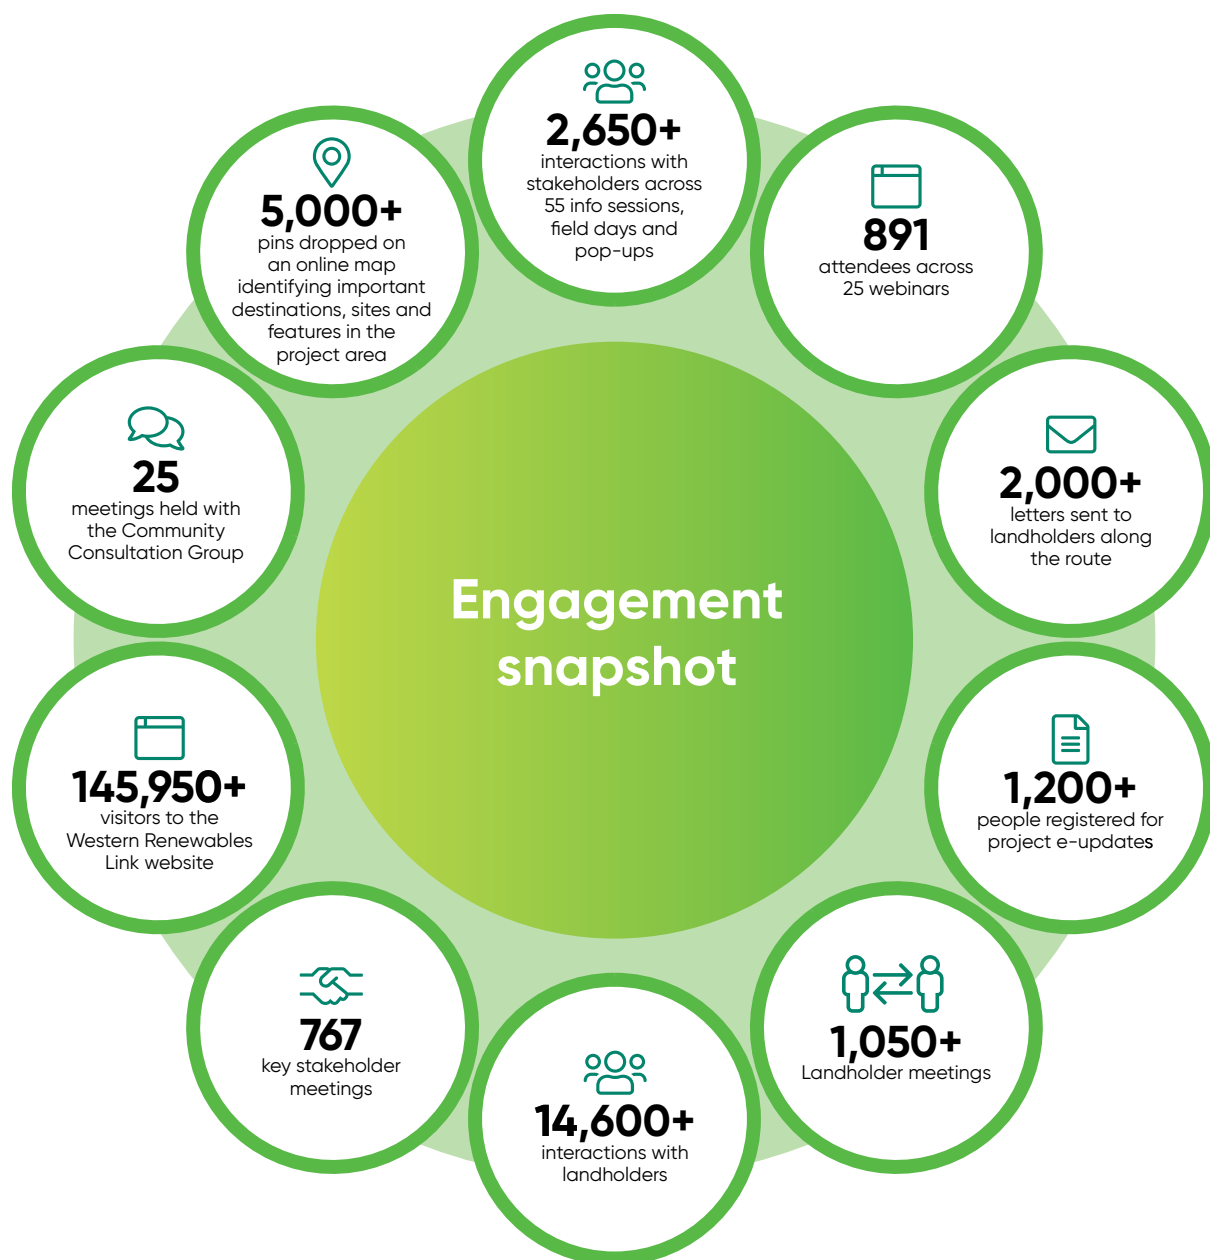 2,650+
interactions with
stakeholders across
55 info sessions,
field days and
pop-ups
891
attendees across
25 webinars
2,000+
letters sent to
landholders along
the route
1,200+
people registered for
project e-updates
1,050+
Landholder meetings
14,600+
interactions with
landholders
767
key stakeholder
meetings
145,950+
visitors to the
Western Renewables
Link website
25
meetings held with
the Community
Consultation Group
5,000+
pins dropped on
an online map
identifying important
destinations, sites and
features in the
project area
Engagement
snapshot